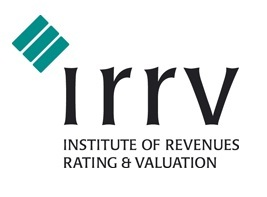 irrv
INSTITUTE OF REVENUES
RATING & VALUATION